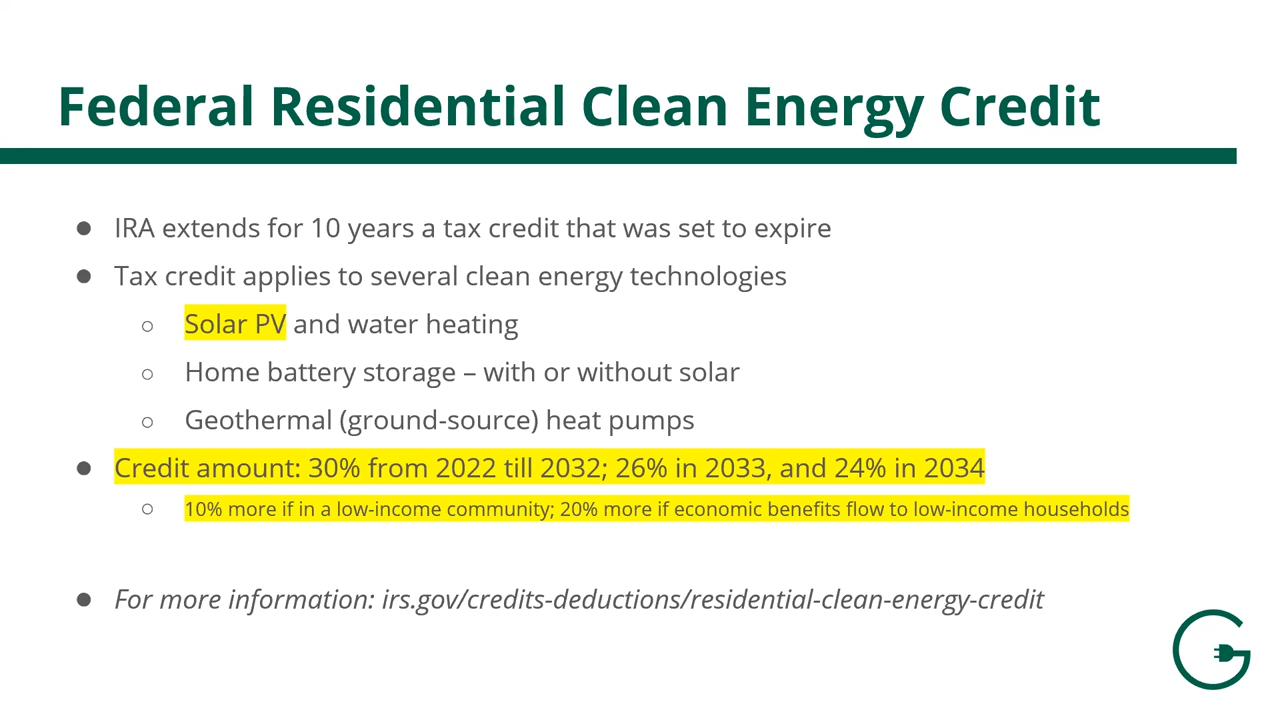 Federal Residential Clean Energy Credit
● IRA extends for 10 years a tax credit that was set to expire
● Tax credit applies to several clean energy technologies
○ Solar PV and water heating
○ Home battery storage – with or without solar
○ Geothermal (ground-source) heat pumps
● Credit amount: 30% from 2022 till 2032; 26% in 2033, and 24% in 2034
○ 10% more if in a low-income community; 20% more if economic benefits flow to low-income households
● For more information: irs.gov/credits-deductions/residential-clean-energy-credit